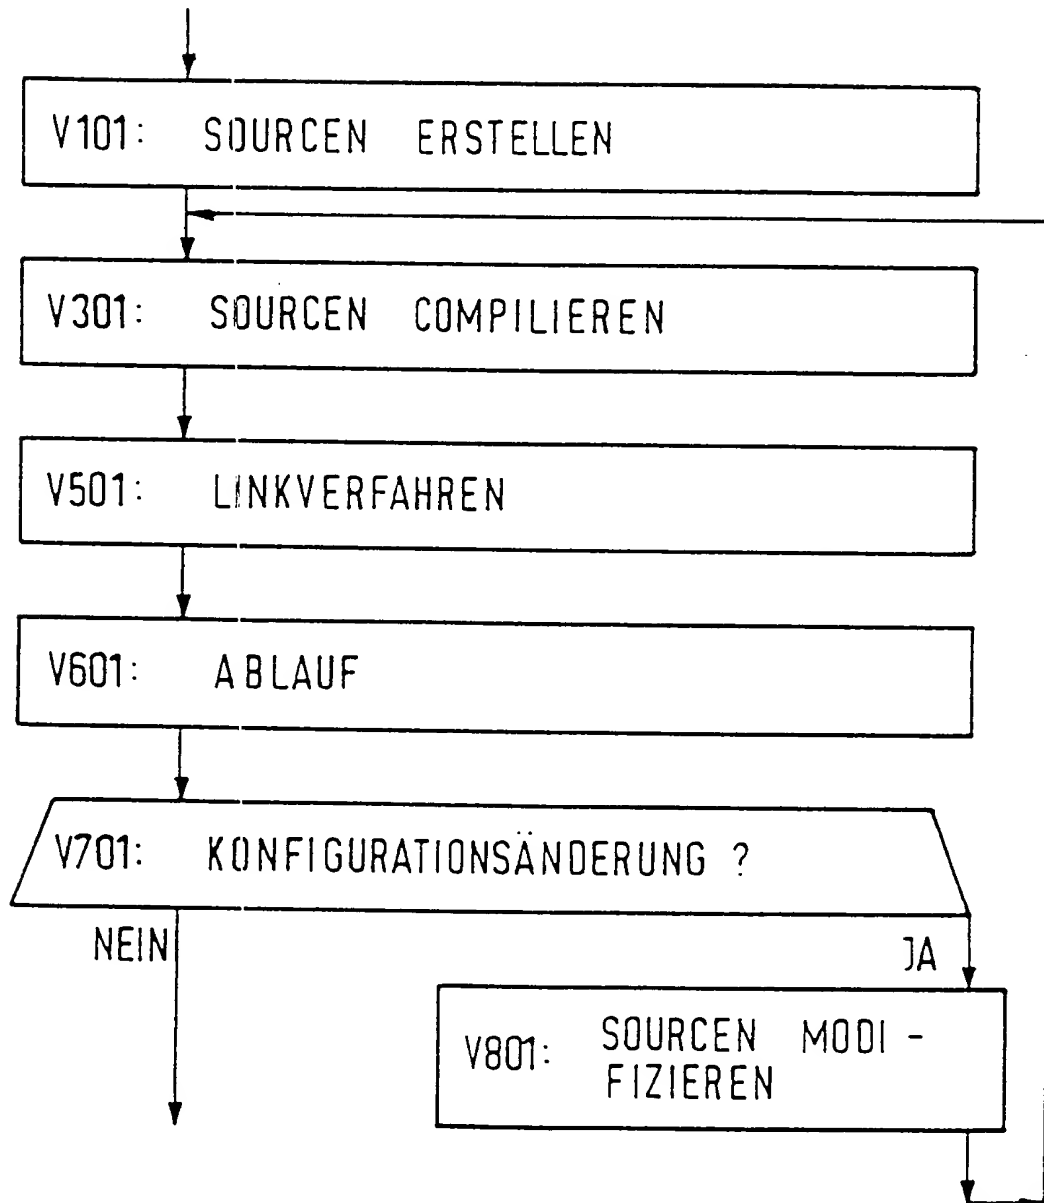 V101: SOURCEN ERSTELLEN
V301: SOURCEN COMPILIEREN
V501: LINKVERFAHREN
V601: ABLAUF
V701: KONFIGURATIONSÄNDERUNG ?
NEIN
JA
V801: SOURCEN MODI -
FIZIEREN